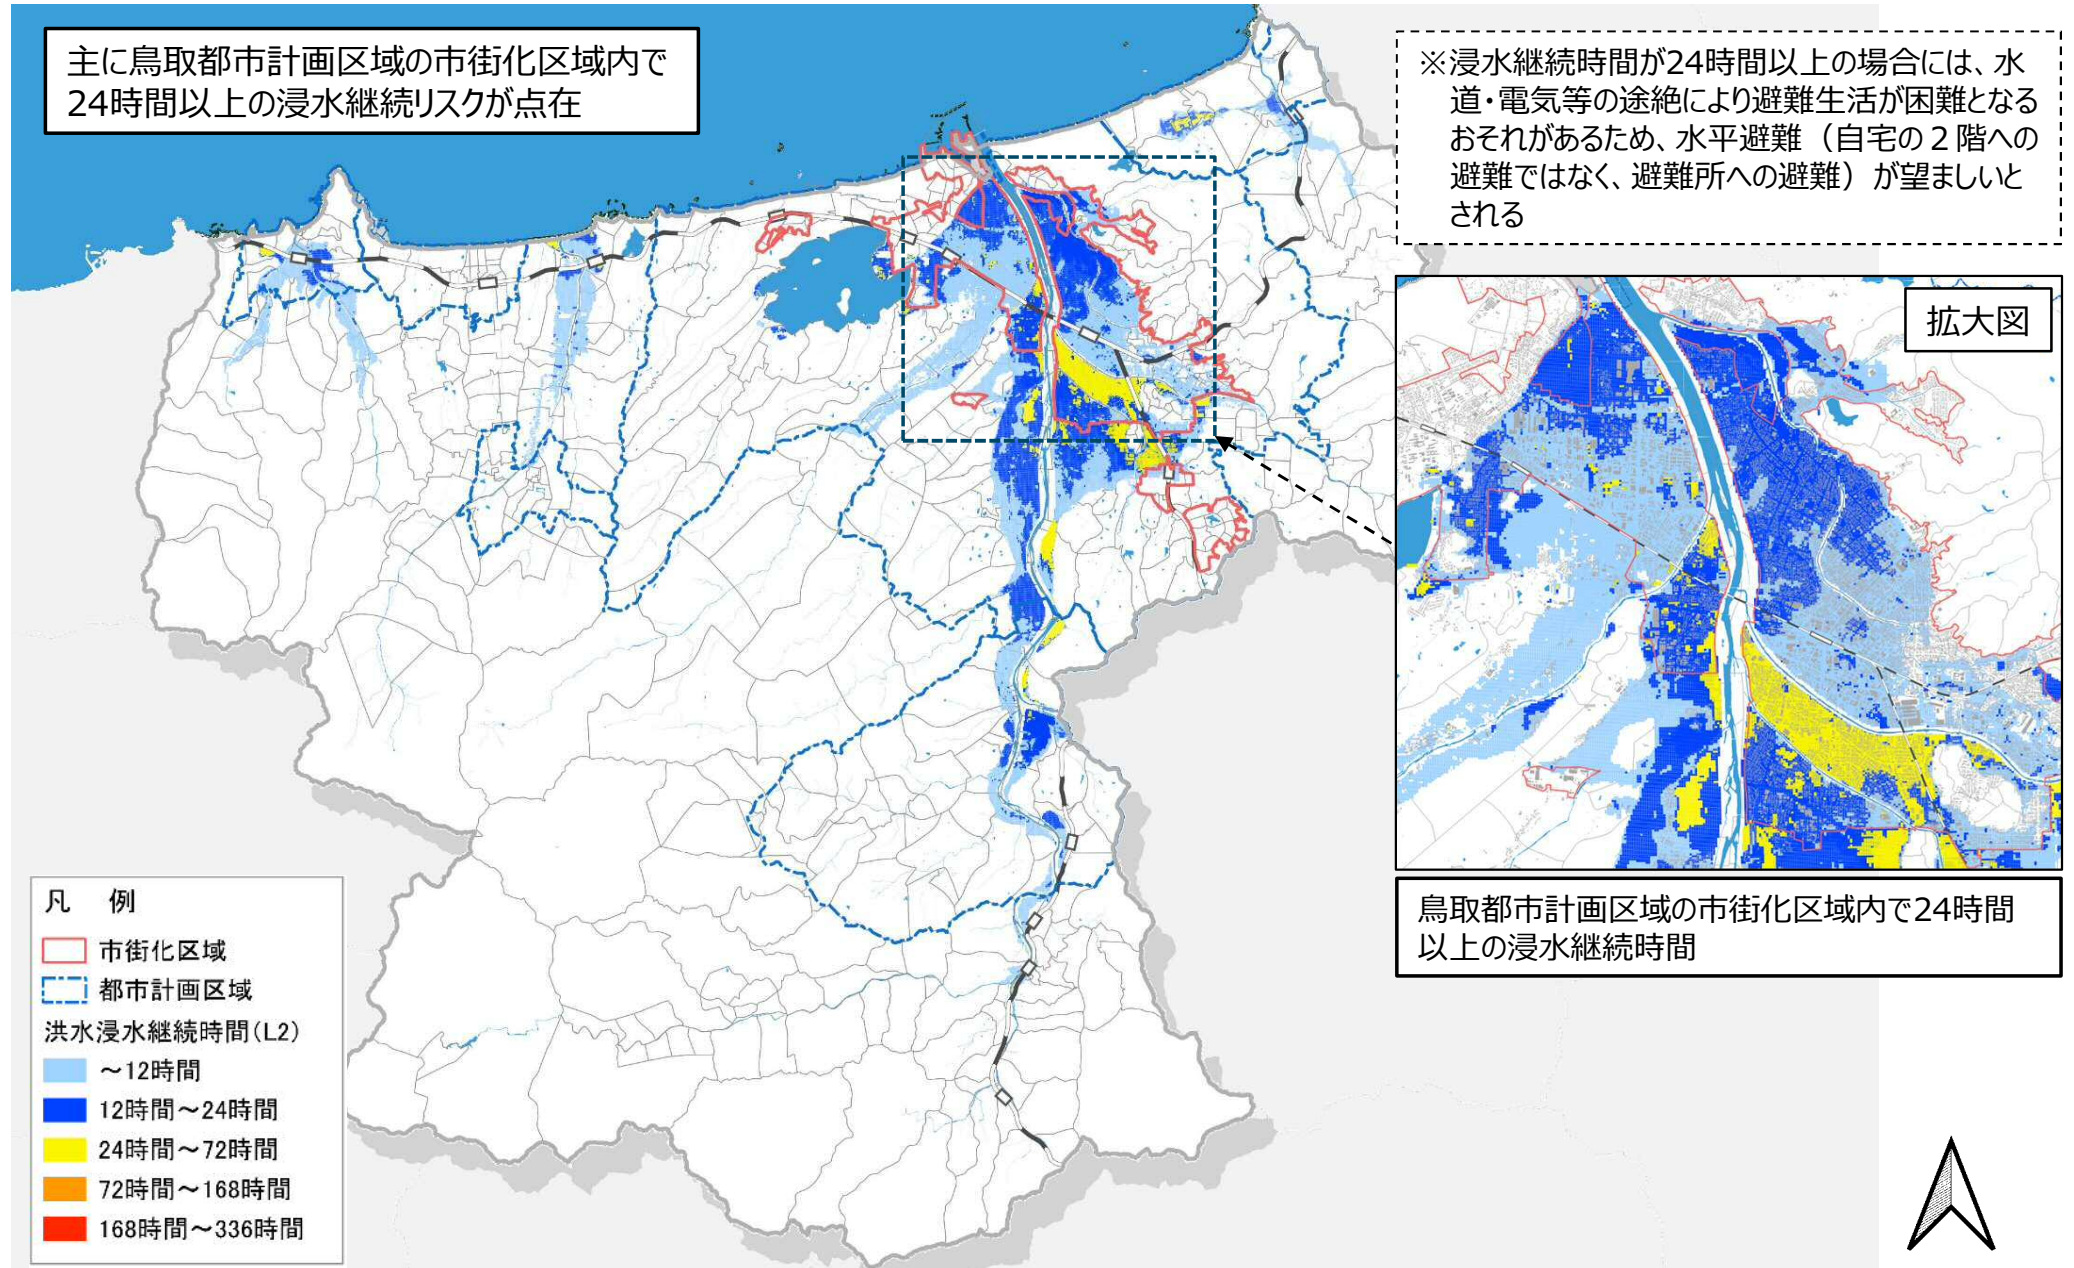 主に鳥取都市計画区域の市街化区域内で
24時間以上の浸水継続リスクが点在
※浸水継続時間が24時間以上の場合には、水
道・電気等の途絶により避難生活が困難となる
おそれがあるため、水平避難（自宅の２階への
避難ではなく、避難所への避難）が望ましいと
される
拡大図
鳥取都市計画区域の市街化区域内で24時間
以上の浸水継続時間
凡　例
市街化区域
都市計画区域
洪水浸水継続時間(L2)
～12時間
12時間～24時間
24時間～72時間
72時間～168時間
168時間～336時間